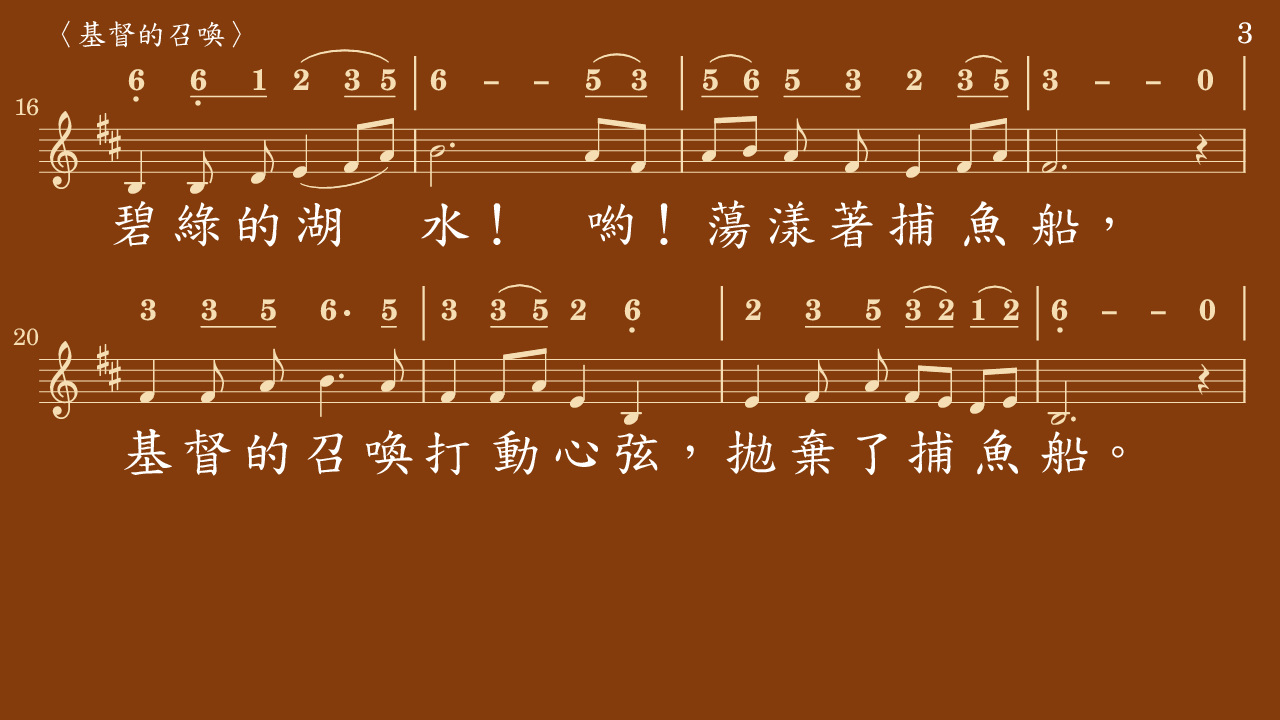 〈基督的召喚〉 3
6̣ 6̣ 1 2 3 5 | 6 – – 5 3 | 5 6 5 3 2 3 5 | 3 – – 0 |
16
碧綠的湖 水！ 喲！蕩漾著捕魚船，
3 3 5 6· 5 | 3 3 5 2 6̣ | 2 3 5 3 2 1 2 | 6̣ – – 0 |
20
基督的召喚打動心弦，拋棄了捕魚船。